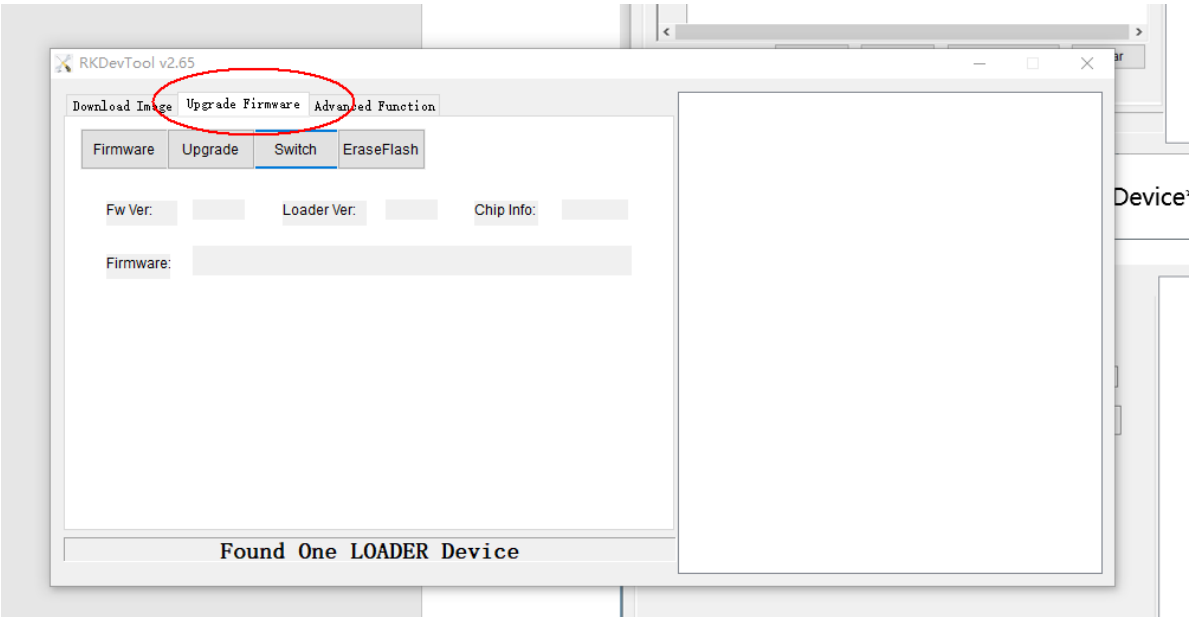 RKDevTool v2.65
Download Image Upgrade Firmware Advanced Function
Firmware Upgrade Switch EraseFlash
Fw Ver: Loader Ver: Chip Info:
Firmware:
Found One LOADER Device
ar
Device*